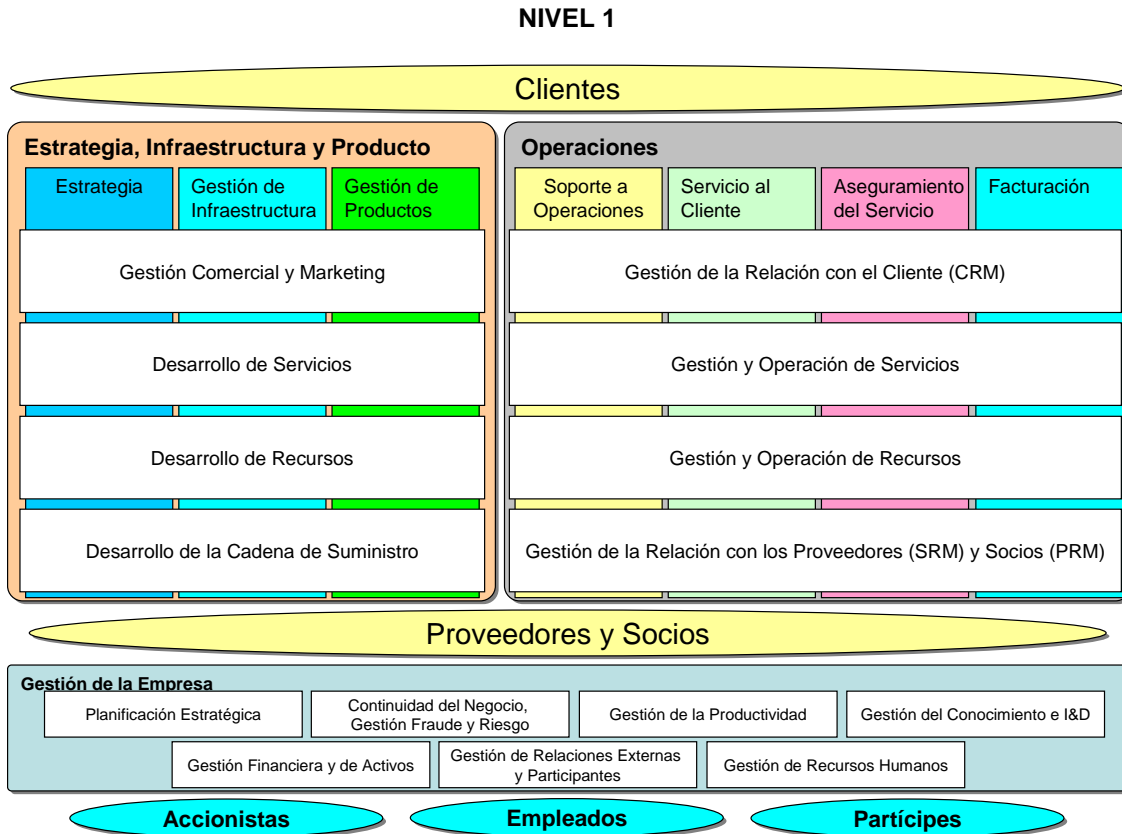 NIVEL 1
Clientes
Estrategia, Infraestructura y Producto
Estrategia
Gestión de
Infraestructura
Gestión de
Productos
Gestión Comercial y Marketing
Desarrollo de Servicios
Desarrollo de Recursos
Desarrollo de la Cadena de Suministro
Operaciones
Soporte a
Operaciones
Servicio al
Cliente
Aseguramiento
del Servicio
Facturación
Gestión de la Relación con el Cliente (CRM)
Gestión y Operación de Servicios
Gestión y Operación de Recursos
Gestión de la Relación con los Proveedores (SRM) y Socios (PRM)
Proveedores y Socios
Gestión de la Empresa
Planificación Estratégica
Continuidad del Negocio,
Gestión Fraude y Riesgo
Gestión de la Productividad
Gestión del Conocimiento e I&D
Gestión Financiera y de Activos
Gestión de Relaciones Externas
y Participantes
Gestión de Recursos Humanos
Accionistas
Empleados
Partícipes